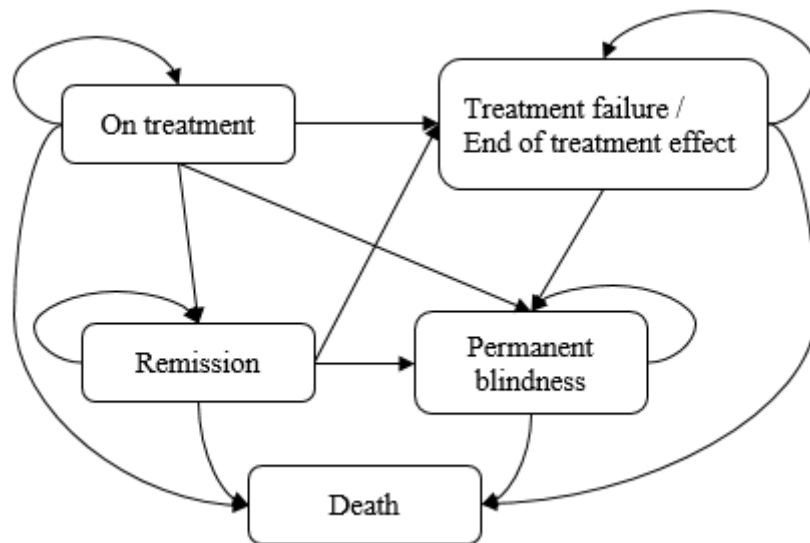 On treatment
Treatment failure /
End of treatment effect
Remission
Permanent
blindness
Death